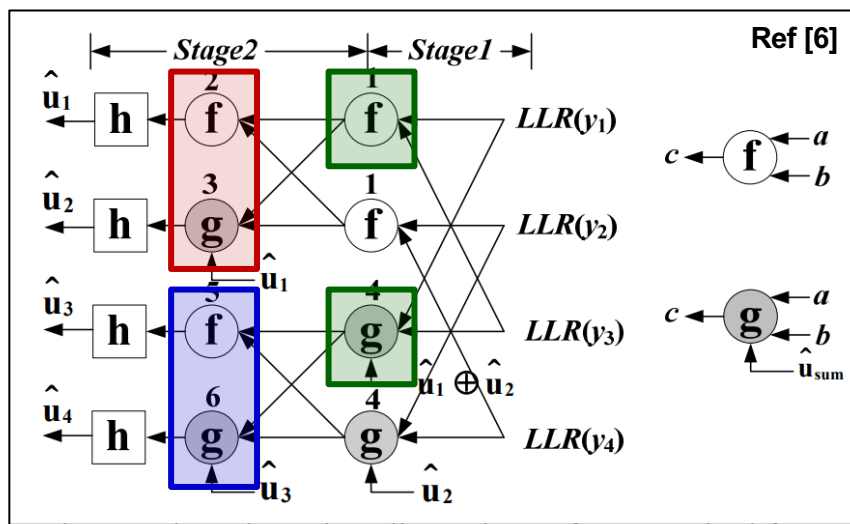 Stage2 Stage1 Ref [6]
2 1
û₁ h f f LLR(y₁) f a
c b
3 1
û₂ h g f LLR(y₂)
û₁
5 4
û₃ h f g LLR(y₃) c g a
b
û₁ ⊕ û₂ û_sum
6 4
û₄ h g g LLR(y₄)
û₃ û₂